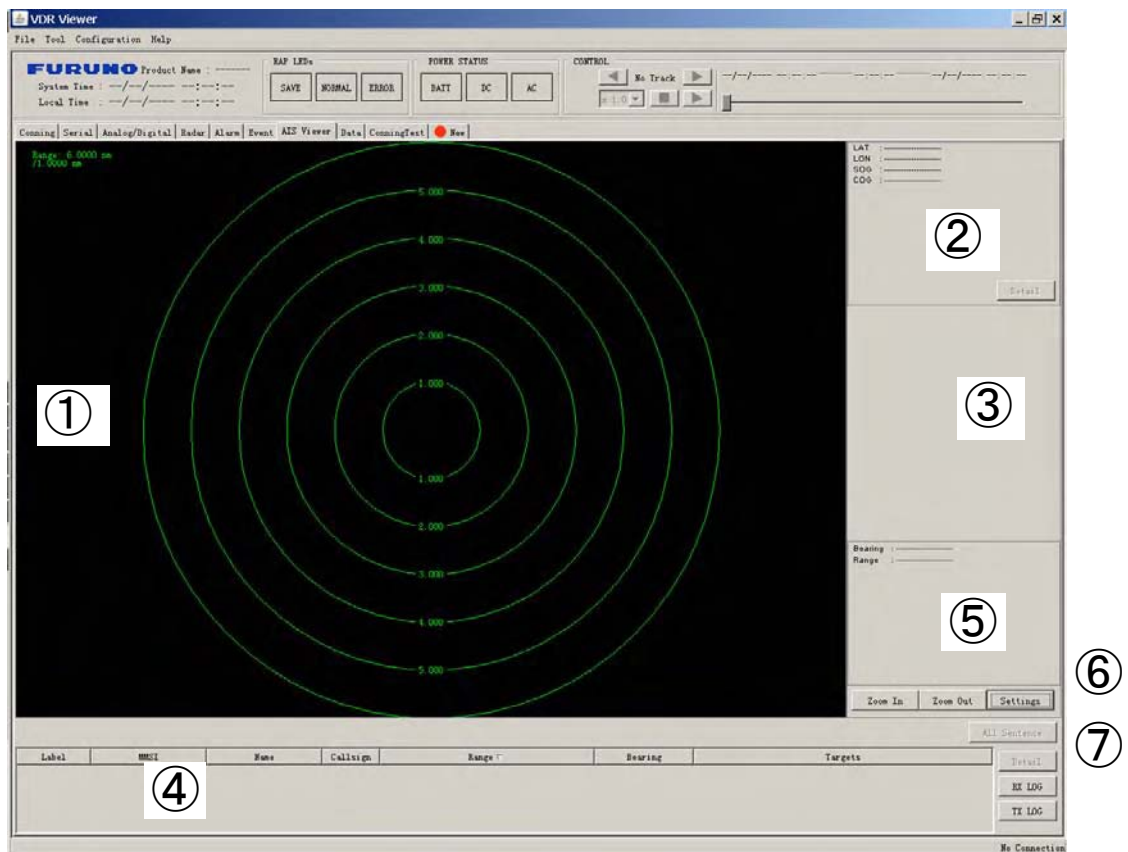 VDR Viewer
File Tool Configuration Help
FURUNO Product Name : -------
System Time : --/--/---- --:--:--
Local Time : --/--/---- --:--:--
RAP LEDs
SAVE NORMAL ERROR
POWER STATUS
BATT DC AC
CONTROL
No Track --/--/---- --:--:-- --:--:-- --/--/---- --:--:--
x 1.0
Conning Serial Analog/Digital Radar Alarm Event AIS Viewer Data ConningTest New
Range: 6.0000 nm
/1.0000 nm
5.000
4.000
3.000
2.000
1.000
1.000
2.000
3.000
4.000
5.000
①
LAT :------------
LON :------------
SOG :------------
COG :------------
②
Detail
③
Bearing :------------
Range :------------
⑤
Zoom In Zoom Out Settings
⑥
All Sentence
⑦
Label MMSI Name Callsign Range Bearing Targets
④
Detail
RX LOG
TX LOG
No Connection